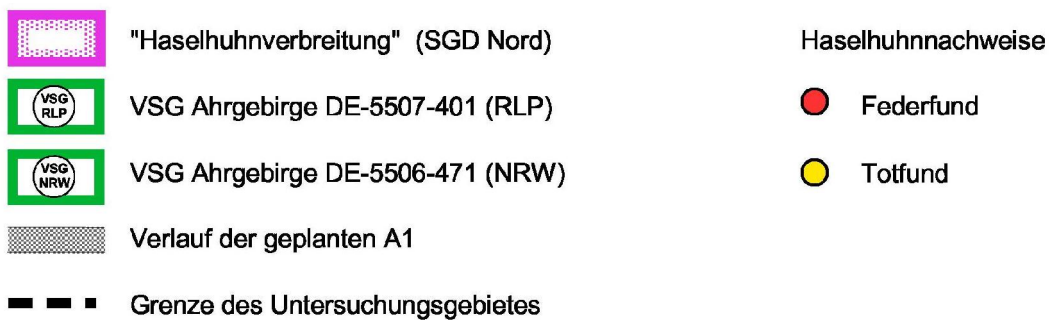 "Haselhuhnverbreitung" (SGD Nord)
VSG RLP
VSG Ahrgebirge DE-5507-401 (RLP)
VSG NRW
VSG Ahrgebirge DE-5506-471 (NRW)
Verlauf der geplanten A1
Grenze des Untersuchungsgebietes
Haselhuhnnachweise
Federfund
Totfund